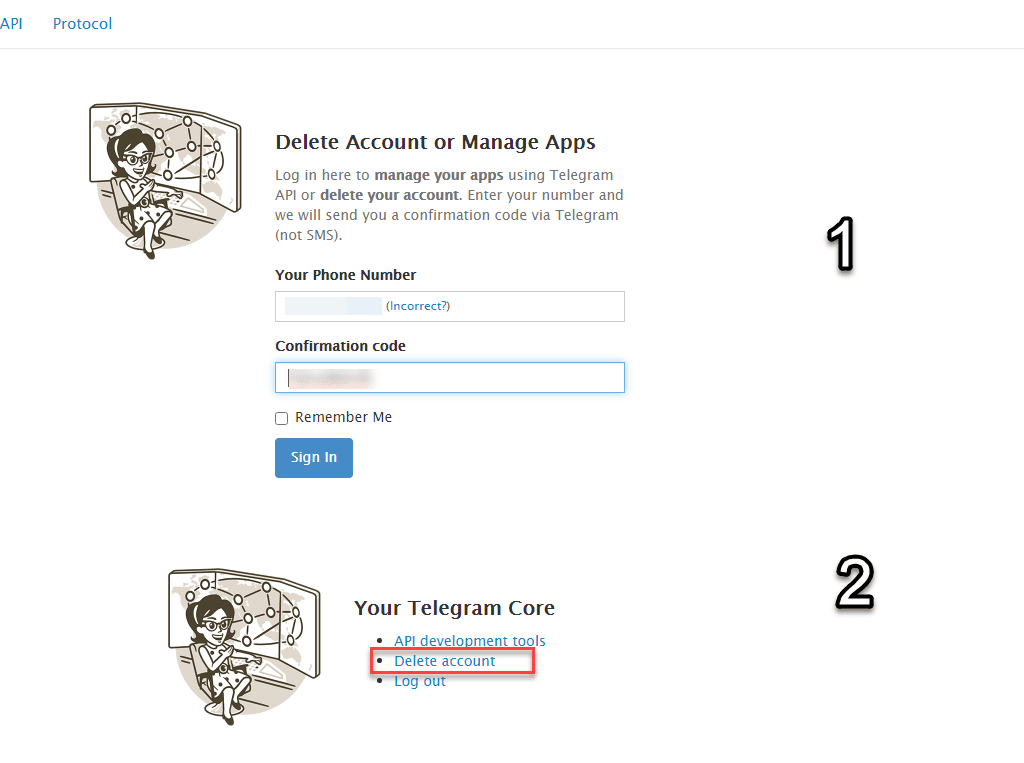 API Protocol
Delete Account or Manage Apps
Log in here to manage your apps using Telegram
API or delete your account. Enter your number and
we will send you a confirmation code via Telegram
(not SMS).
1
Your Phone Number
(Incorrect?)
Confirmation code
Remember Me
Sign In
2
Your Telegram Core
API development tools
Delete account
Log out